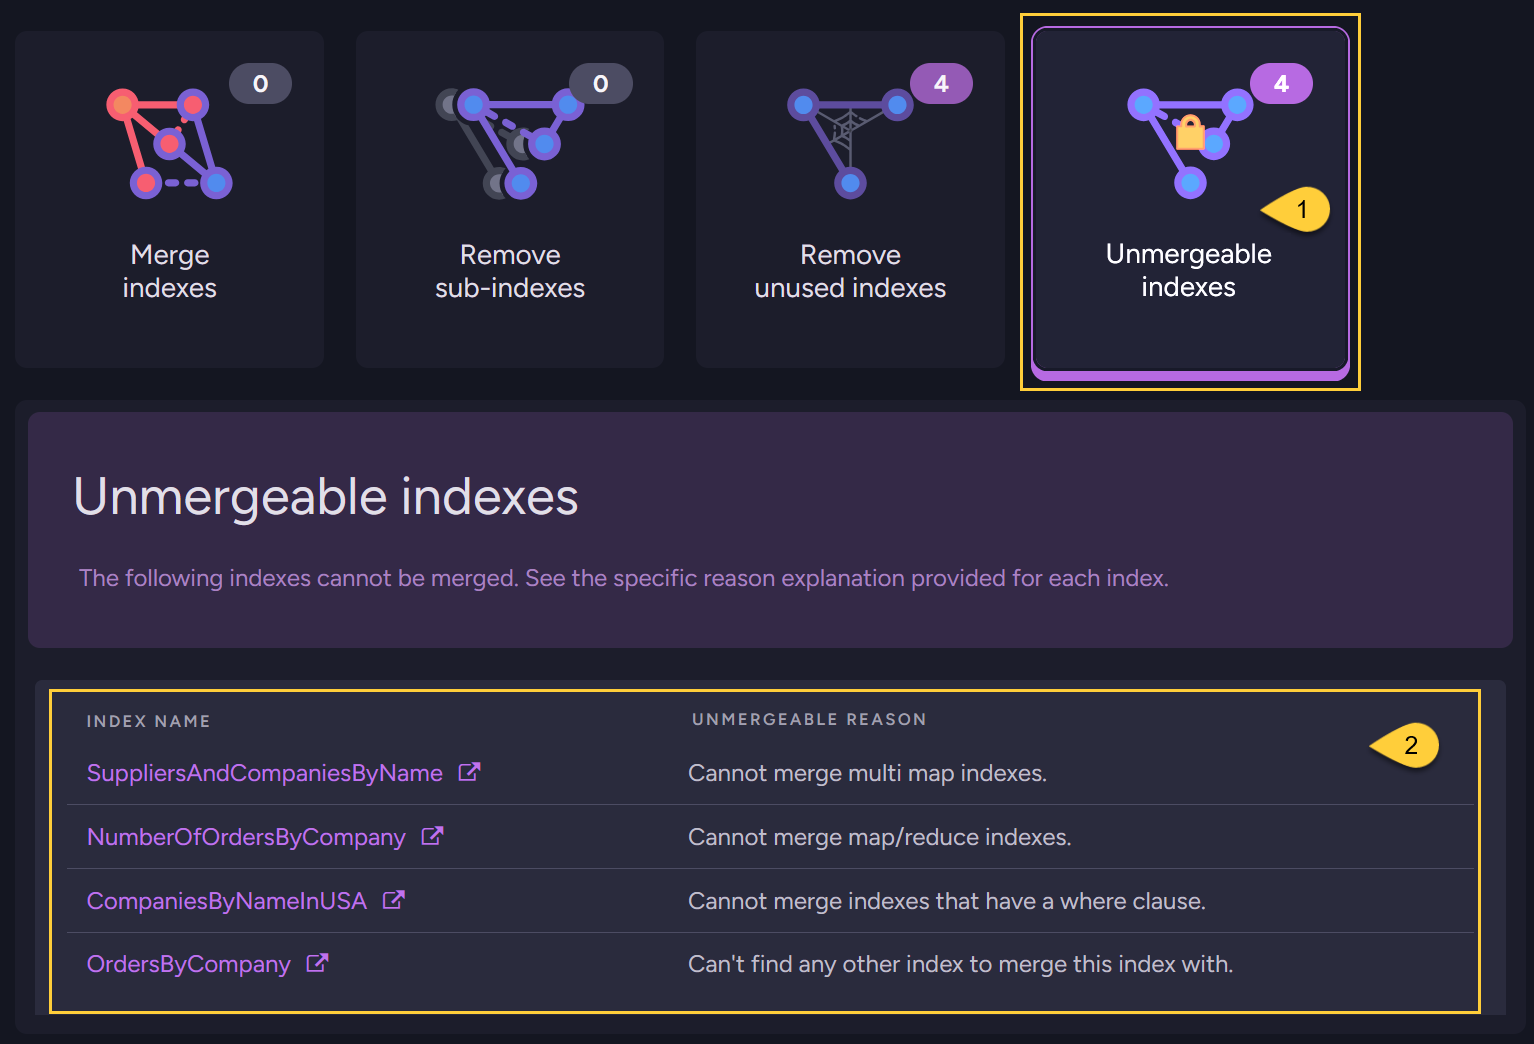 0
Merge
indexes
0
Remove
sub-indexes
4
Remove
unused indexes
4
1
Unmergeable
indexes
Unmergeable indexes
The following indexes cannot be merged. See the specific reason explanation provided for each index.
INDEX NAME UNMERGEABLE REASON
2
SuppliersAndCompaniesByName Cannot merge multi map indexes.
NumberOfOrdersByCompany Cannot merge map/reduce indexes.
CompaniesByNameInUSA Cannot merge indexes that have a where clause.
OrdersByCompany Can't find any other index to merge this index with.